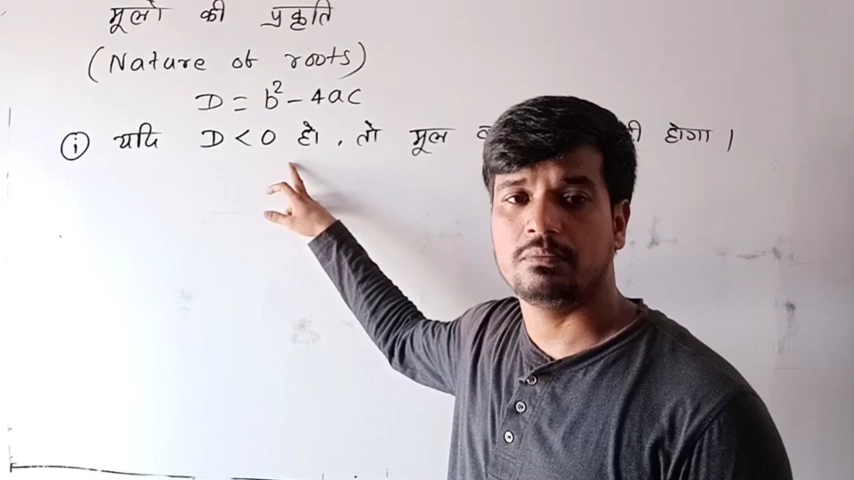 मूलों की प्रकृति
(Nature of roots)
D = b² - 4ac
(i) यदि D < 0 हो, तो मूल होगा।